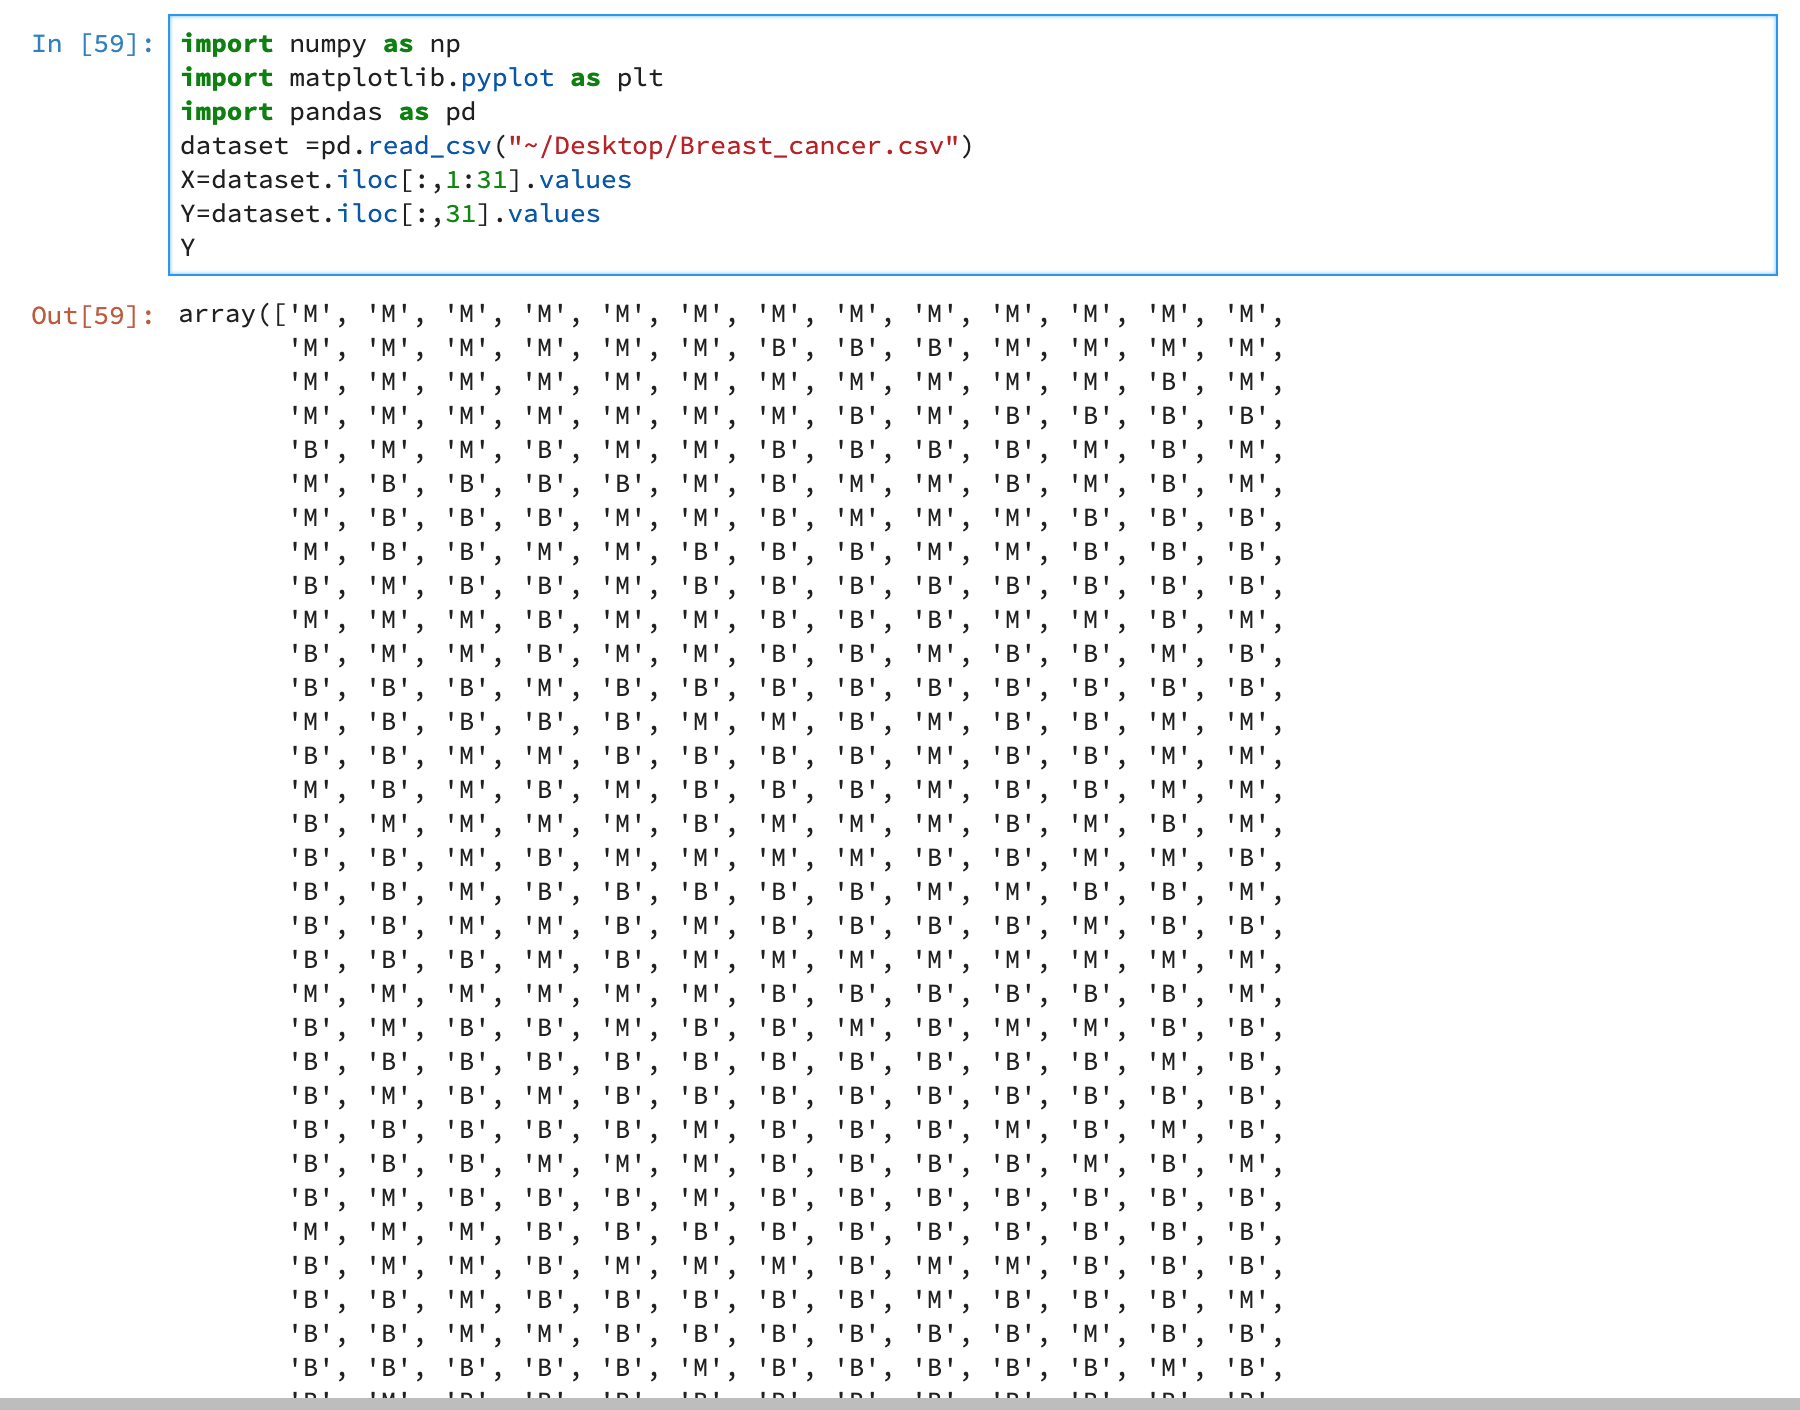 In [59]: import numpy as np
import matplotlib.pyplot as plt
import pandas as pd
dataset =pd.read_csv("~/Desktop/Breast_cancer.csv")
X=dataset.iloc[:,1:31].values
Y=dataset.iloc[:,31].values
Y
Out[59]: array(['M', 'M', 'M', 'M', 'M', 'M', 'M', 'M', 'M', 'M', 'M', 'M', 'M',
'M', 'M', 'M', 'M', 'M', 'M', 'B', 'B', 'B', 'M', 'M', 'M', 'M',
'M', 'M', 'M', 'M', 'M', 'M', 'M', 'M', 'M', 'M', 'M', 'B', 'M',
'M', 'M', 'M', 'M', 'M', 'M', 'M', 'B', 'M', 'B', 'B', 'B', 'B',
'B', 'M', 'M', 'B', 'M', 'M', 'B', 'B', 'B', 'B', 'M', 'B', 'M',
'M', 'B', 'B', 'B', 'B', 'M', 'B', 'M', 'M', 'B', 'M', 'B', 'M',
'M', 'B', 'B', 'B', 'M', 'M', 'B', 'M', 'M', 'M', 'B', 'B', 'B',
'M', 'B', 'B', 'M', 'M', 'B', 'B', 'B', 'M', 'M', 'B', 'B', 'B',
'B', 'M', 'B', 'B', 'M', 'B', 'B', 'B', 'B', 'B', 'B', 'B', 'B',
'M', 'M', 'M', 'B', 'M', 'M', 'B', 'B', 'B', 'M', 'M', 'B', 'M',
'B', 'M', 'M', 'B', 'M', 'M', 'B', 'B', 'M', 'B', 'B', 'M', 'B',
'B', 'B', 'B', 'M', 'B', 'B', 'B', 'B', 'B', 'B', 'B', 'B', 'B',
'M', 'B', 'B', 'B', 'B', 'M', 'M', 'B', 'M', 'B', 'B', 'M', 'M',
'B', 'B', 'M', 'M', 'B', 'B', 'B', 'B', 'M', 'B', 'B', 'M', 'M',
'M', 'B', 'M', 'B', 'M', 'B', 'B', 'B', 'M', 'B', 'B', 'M', 'M',
'B', 'M', 'M', 'M', 'M', 'B', 'M', 'M', 'M', 'B', 'M', 'B', 'M',
'B', 'B', 'M', 'B', 'M', 'M', 'M', 'M', 'B', 'B', 'M', 'M', 'B',
'B', 'B', 'M', 'B', 'B', 'B', 'B', 'B', 'M', 'M', 'B', 'B', 'M',
'B', 'B', 'M', 'M', 'B', 'M', 'B', 'B', 'B', 'B', 'M', 'B', 'B',
'B', 'B', 'B', 'M', 'B', 'M', 'M', 'M', 'M', 'M', 'M', 'M', 'M',
'M', 'M', 'M', 'M', 'M', 'M', 'B', 'B', 'B', 'B', 'B', 'B', 'M',
'B', 'M', 'B', 'B', 'M', 'B', 'B', 'M', 'B', 'M', 'M', 'B', 'B',
'B', 'B', 'B', 'B', 'B', 'B', 'B', 'B', 'B', 'B', 'B', 'M', 'B',
'B', 'M', 'B', 'M', 'B', 'B', 'B', 'B', 'B', 'B', 'B', 'B', 'B',
'B', 'B', 'B', 'B', 'B', 'M', 'B', 'B', 'B', 'M', 'B', 'M', 'B',
'B', 'B', 'B', 'M', 'M', 'M', 'B', 'B', 'B', 'B', 'M', 'B', 'M',
'B', 'M', 'B', 'B', 'B', 'M', 'B', 'B', 'B', 'B', 'B', 'B', 'B',
'M', 'M', 'M', 'B', 'B', 'B', 'B', 'B', 'B', 'B', 'B', 'B', 'B',
'B', 'M', 'M', 'B', 'M', 'M', 'M', 'B', 'M', 'M', 'B', 'B', 'B',
'B', 'B', 'M', 'B', 'B', 'B', 'B', 'B', 'M', 'B', 'B', 'B', 'M',
'B', 'B', 'M', 'M', 'B', 'B', 'B', 'B', 'B', 'B', 'M', 'B', 'B',
'B', 'B', 'B', 'B', 'B', 'M', 'B', 'B', 'B', 'B', 'B', 'M', 'B',